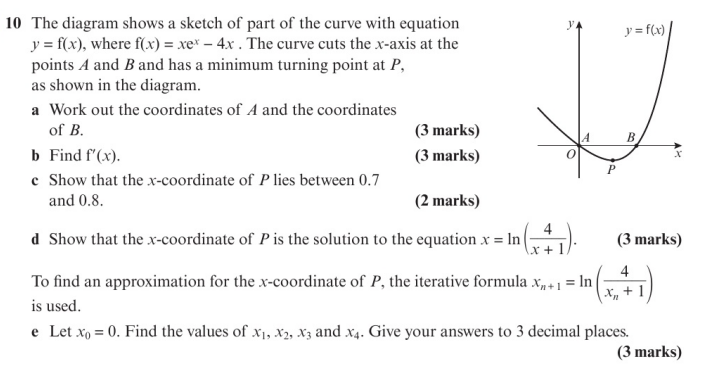 10 The diagram shows a sketch of part of the curve with equation
y = f(x), where f(x) = xeˣ – 4x . The curve cuts the x-axis at the
points A and B and has a minimum turning point at P,
as shown in the diagram.
a Work out the coordinates of A and the coordinates
of B. (3 marks)
b Find f′(x). (3 marks)
c Show that the x-coordinate of P lies between 0.7
and 0.8. (2 marks)
y
y = f(x)
A
B
O
x
P
d Show that the x-coordinate of P is the solution to the equation x = ln(4/(x + 1)). (3 marks)
To find an approximation for the x-coordinate of P, the iterative formula xₙ₊₁ = ln(4/(xₙ + 1))
is used.
e Let x₀ = 0. Find the values of x₁, x₂, x₃ and x₄. Give your answers to 3 decimal places.
(3 marks)